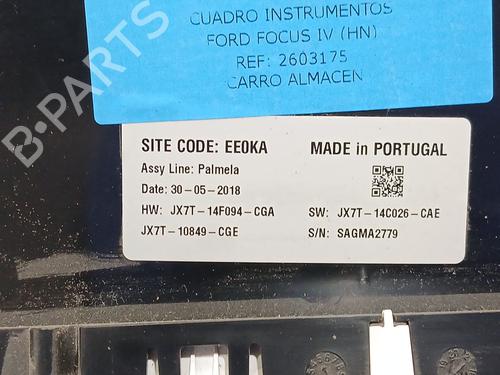 CUADRO INSTRUMENTOS
FORD FOCUS IV (HN)
REF: 2603175
CARRO ALMACEN
B-PARTS
SITE CODE: EE0KA MADE in PORTUGAL
Assy Line: Palmela
Date: 30-05-2018
HW: JX7T-14F094-CGA SW: JX7T-14C026-CAE
JX7T-10849-CGE S/N: SAGMA2779